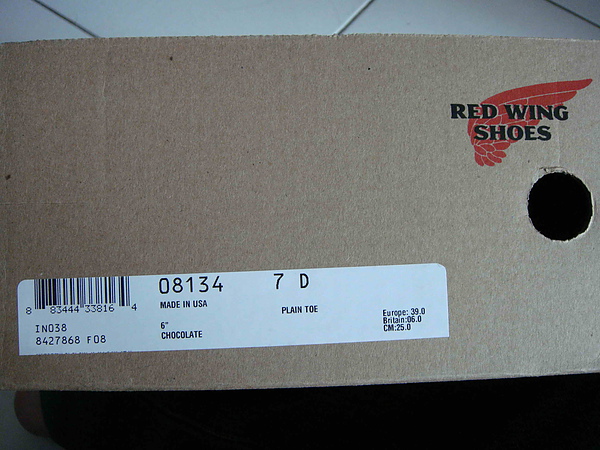 RED WING
SHOES
08134 7 D
MADE IN USA
PLAIN TOE
8 83444 33816 4
IN038
8427868 F08
6"
CHOCOLATE
Europe: 39.0
Britain:06.0
CM:25.0